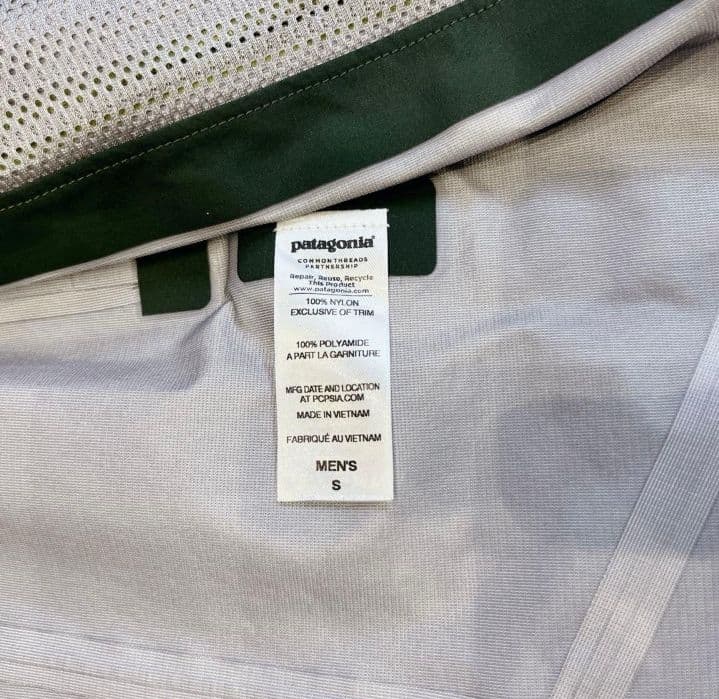 patagonia®
COMMON THREADS
PARTNERSHIP
Repair, Reuse, Recycle
This Product
www.patagonia.com
100% NYLON
EXCLUSIVE OF TRIM
100% POLYAMIDE
A PART LA GARNITURE
MFG DATE AND LOCATION
AT PCPSIA.COM
MADE IN VIETNAM
FABRIQUÉ AU VIETNAM
MEN'S
S